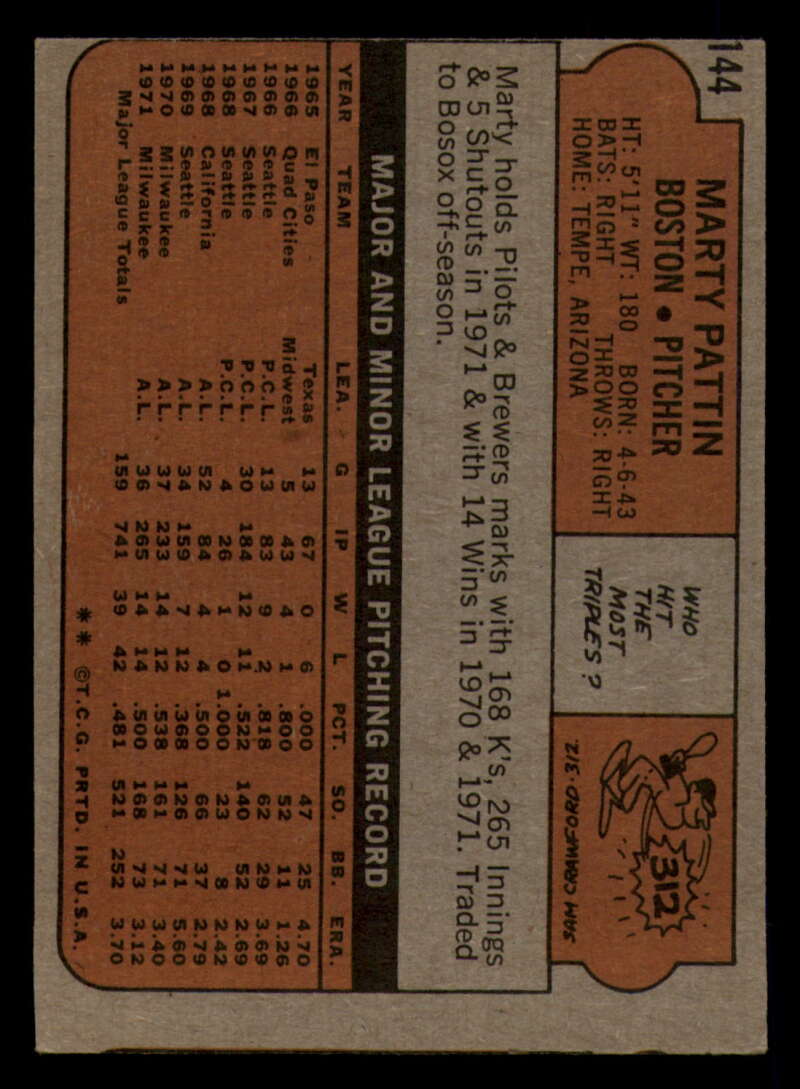 144
MARTY PATTIN
BOSTON • PITCHER
HT: 5'11" WT: 180 BORN: 4-6-43
BATS: RIGHT THROWS: RIGHT
HOME: TEMPE, ARIZONA
WHO
HIT
THE
MOST
TRIPLES?
312
SAM CRAWFORD. 312.
Marty holds Pilots & Brewers marks with 168 K's, 265 Innings
& 5 Shutouts in 1971 & with 14 Wins in 1970 & 1971. Traded
to Bosox off-season.
MAJOR AND MINOR LEAGUE PITCHING RECORD
YEAR TEAM LEA. G IP W L PCT. SO. BB. ERA.
1965 El Paso Texas 13 67 0 6 .000 47 25 4.70
1966 Quad Cities Midwest 5 43 4 1 .800 52 11 1.26
1966 Seattle P.C.L. 13 83 9 2 .818 62 29 3.69
1967 Seattle P.C.L. 30 184 12 11 .522 140 52 2.69
1968 Seattle P.C.L. 4 26 1 0 1.000 23 8 2.42
1968 California A.L. 52 84 4 4 .500 66 37 2.79
1969 Seattle A.L. 34 159 7 12 .368 126 71 5.60
1970 Milwaukee A.L. 37 233 14 12 .538 161 71 3.40
1971 Milwaukee A.L. 36 265 14 14 .500 168 73 3.12
Major League Totals 159 741 39 42 .481 521 252 3.70
** ©T.C.G. PRTD. IN U.S.A.